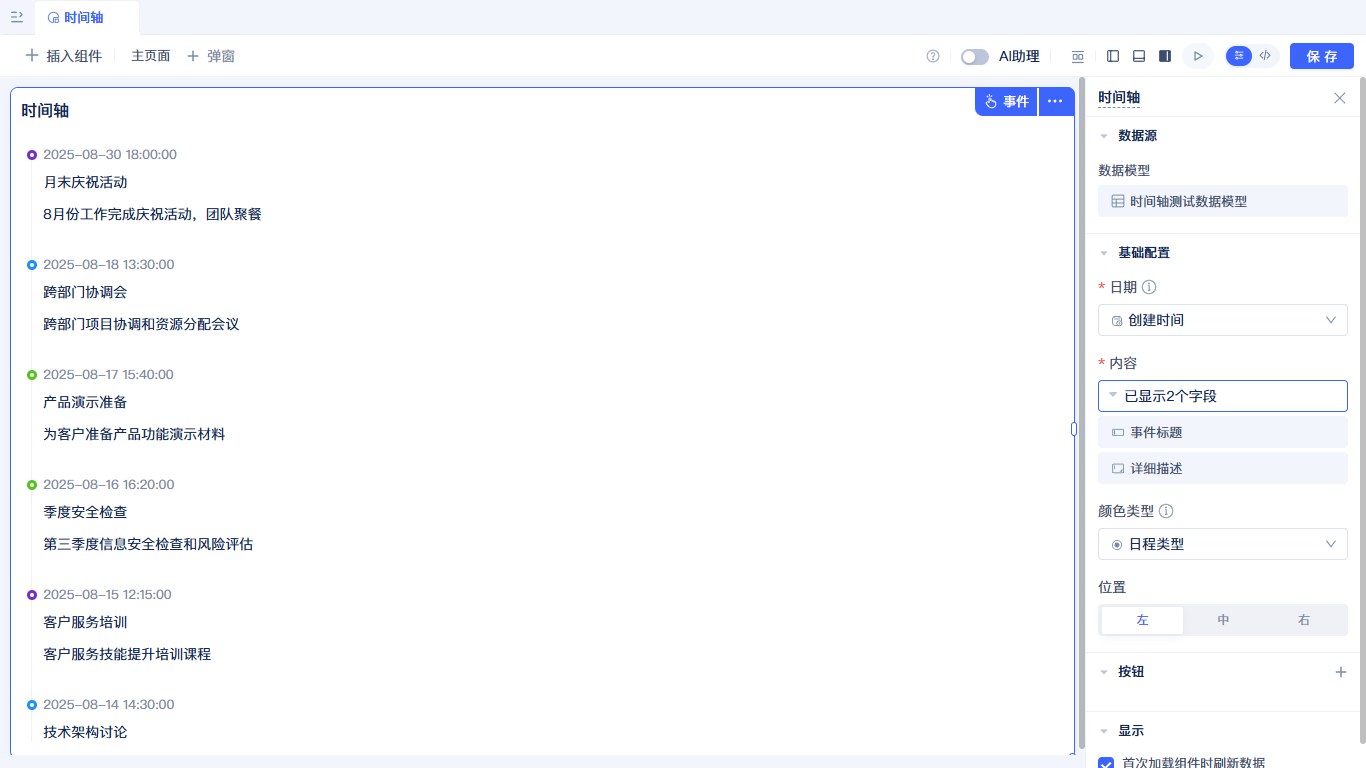 时间轴
插入组件
主页面
弹窗
AI助理
保存
时间轴
事件
2025-08-30 18:00:00
月末庆祝活动
8月份工作完成庆祝活动，团队聚餐
2025-08-18 13:30:00
跨部门协调会
跨部门项目协调和资源分配会议
2025-08-17 15:40:00
产品演示准备
为客户准备产品功能演示材料
2025-08-16 16:20:00
季度安全检查
第三季度信息安全检查和风险评估
2025-08-15 12:15:00
客户服务培训
客户服务技能提升培训课程
2025-08-14 14:30:00
技术架构讨论
时间轴
数据源
数据模型
时间轴测试数据模型
基础配置
* 日期
创建时间
* 内容
已显示2个字段
事件标题
详细描述
颜色类型
日程类型
位置
左 中 右
按钮
显示
首次加载组件时刷新数据